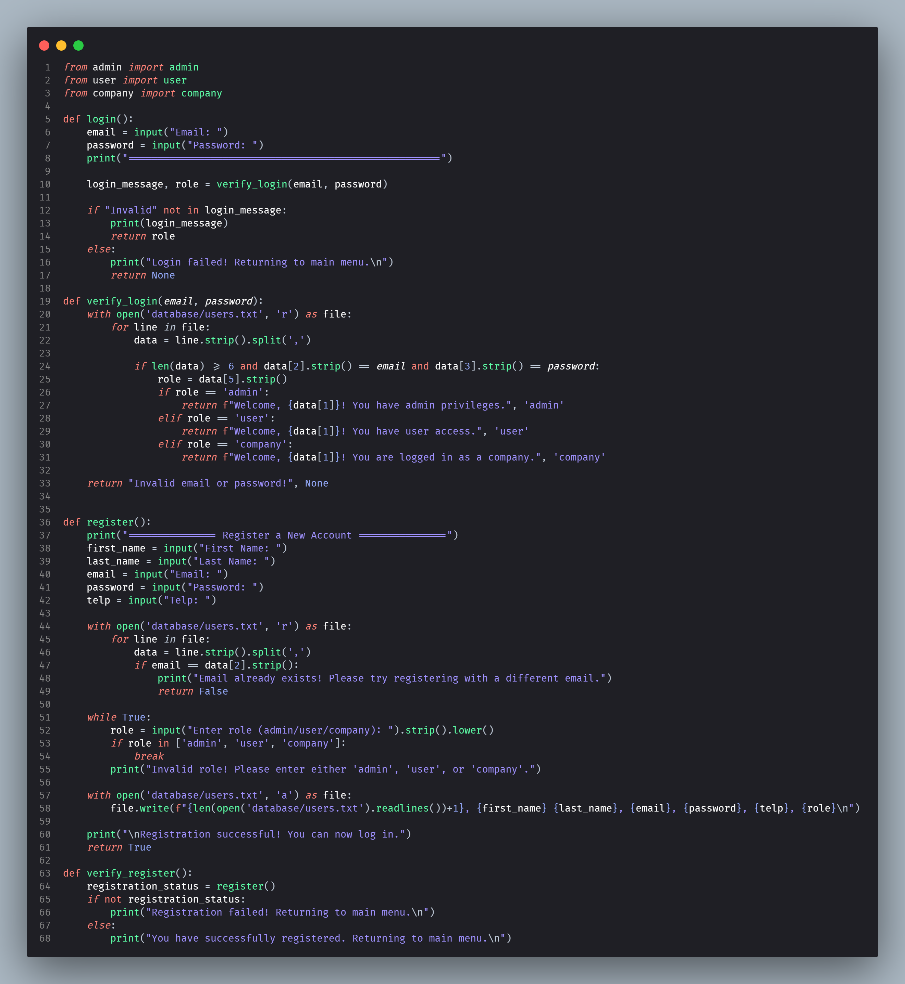 1 from admin import admin
2 from user import user
3 from company import company
4
5 def login():
6     email = input("Email: ")
7     password = input("Password: ")
8     print("======================================================")
9
10     login_message, role = verify_login(email, password)
11
12     if "Invalid" not in login_message:
13         print(login_message)
14         return role
15     else:
16         print("Login failed! Returning to main menu.\n")
17         return None
18
19 def verify_login(email, password):
20     with open('database/users.txt', 'r') as file:
21         for line in file:
22             data = line.strip().split(',')
23
24             if len(data) >= 6 and data[2].strip() == email and data[3].strip() == password:
25                 role = data[5].strip()
26                 if role == 'admin':
27                     return f"Welcome, {data[1]}! You have admin privileges.", 'admin'
28                 elif role == 'user':
29                     return f"Welcome, {data[1]}! You have user access.", 'user'
30                 elif role == 'company':
31                     return f"Welcome, {data[1]}! You are logged in as a company.", 'company'
32
33     return "Invalid email or password!", None
34
35
36 def register():
37     print("=============== Register a New Account ===============")
38     first_name = input("First Name: ")
39     last_name = input("Last Name: ")
40     email = input("Email: ")
41     password = input("Password: ")
42     telp = input("Telp: ")
43
44     with open('database/users.txt', 'r') as file:
45         for line in file:
46             data = line.strip().split(',')
47             if email == data[2].strip():
48                 print("Email already exists! Please try registering with a different email.")
49                 return False
50
51     while True:
52         role = input("Enter role (admin/user/company): ").strip().lower()
53         if role in ['admin', 'user', 'company']:
54             break
55         print("Invalid role! Please enter either 'admin', 'user', or 'company'.")
56
57     with open('database/users.txt', 'a') as file:
58         file.write(f"{len(open('database/users.txt').readlines())+1}, {first_name} {last_name}, {email}, {password}, {telp}, {role}\n")
59
60     print("\nRegistration successful! You can now log in.")
61     return True
62
63 def verify_register():
64     registration_status = register()
65     if not registration_status:
66         print("Registration failed! Returning to main menu.\n")
67     else:
68         print("You have successfully registered. Returning to main menu.\n")